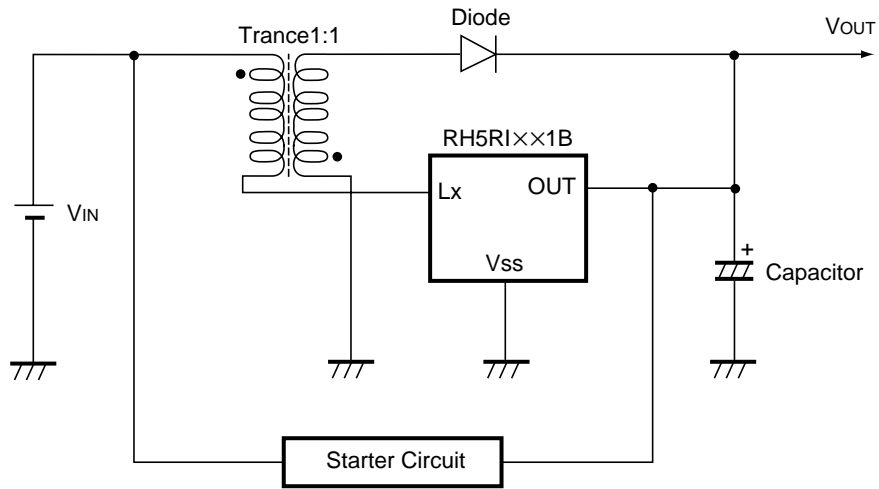 Diode
VOUT
Trance1:1
RH5RI××1B
Lx
OUT
VIN
Vss
+
Capacitor
Starter Circuit